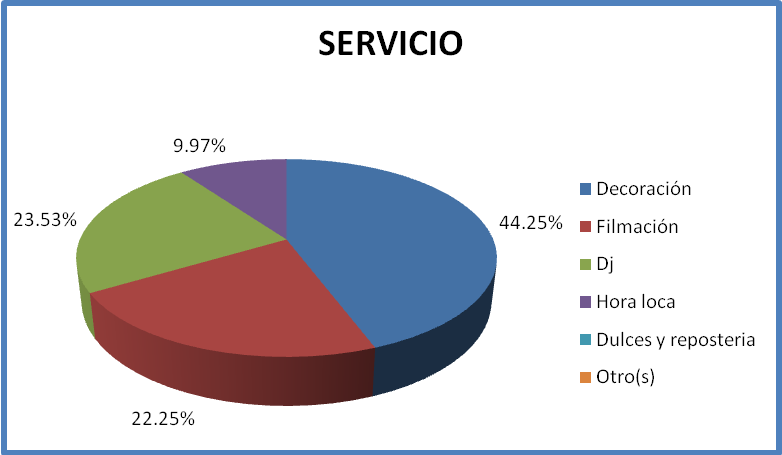 SERVICIO
9.97%
23.53%
44.25%
22.25%
Decoración
Filmación
Dj
Hora loca
Dulces y reposteria
Otro(s)